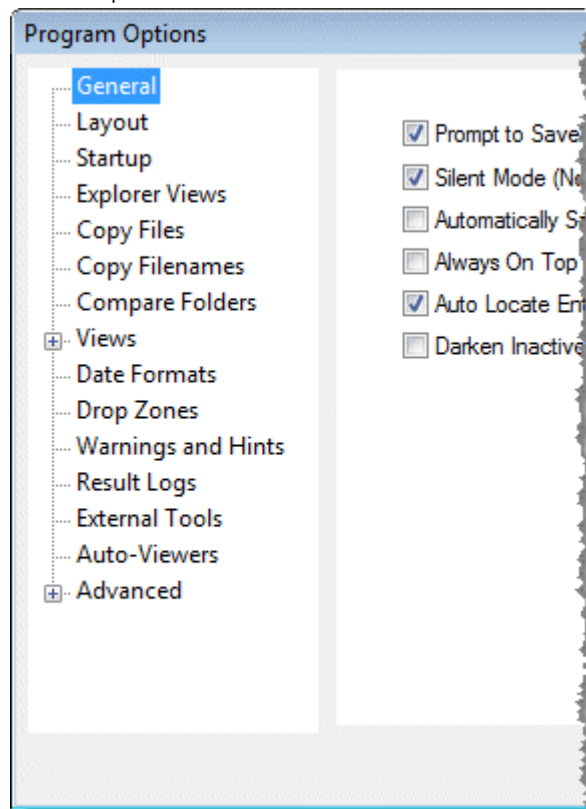 Program Options
General
Layout
Startup
Explorer Views
Copy Files
Copy Filenames
Compare Folders
Views
Date Formats
Drop Zones
Warnings and Hints
Result Logs
External Tools
Auto-Viewers
Advanced
Prompt to Save
Silent Mode
Automatically
Always On Top
Auto Locate
Darken Inactive